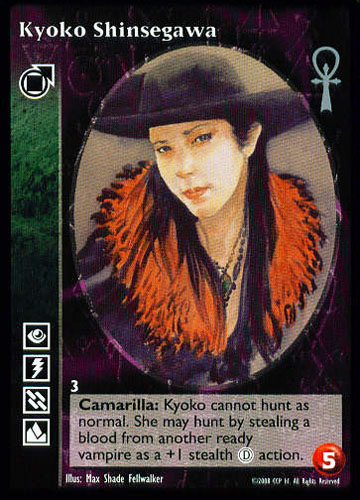 Kyoko Shinsegawa
3
Camarilla: Kyoko cannot hunt as
normal. She may hunt by stealing a
blood from another ready
vampire as a +1 stealth Ⓓ action.
5
Illus: Max Shade Fellwalker
©2008 CCP hf. All Rights Reserved